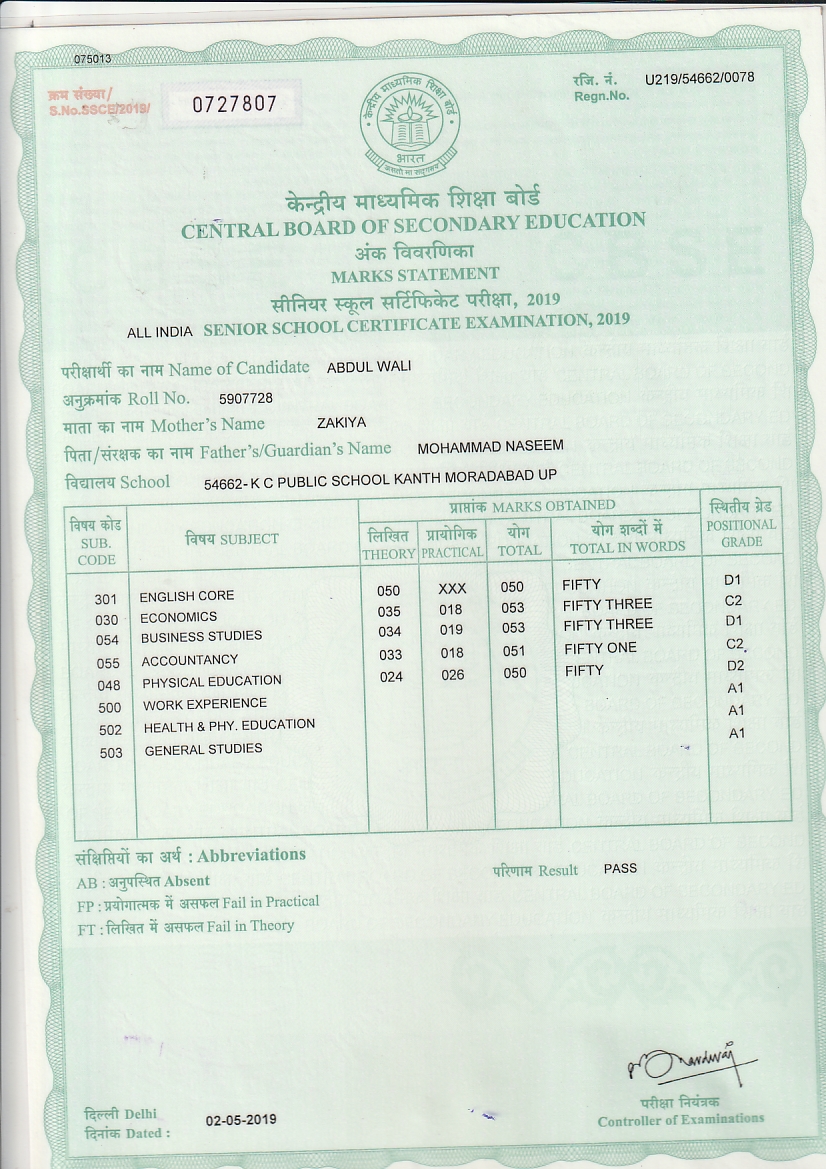 075013
क्रम संख्या/
S.No.SSCE/2019/
0727807
रजि. नं.
Regn.No.
U219/54662/0078
केन्द्रीय माध्यमिक शिक्षा बोर्ड
भारत
असतो मा सद्गमय
केन्द्रीय माध्यमिक शिक्षा बोर्ड
CENTRAL BOARD OF SECONDARY EDUCATION
अंक विवरणिका
MARKS STATEMENT
सीनियर स्कूल सर्टिफिकेट परीक्षा, 2019
ALL INDIA SENIOR SCHOOL CERTIFICATE EXAMINATION, 2019
परीक्षार्थी का नाम Name of Candidate ABDUL WALI
अनुक्रमांक Roll No. 5907728
माता का नाम Mother's Name ZAKIYA
पिता/संरक्षक का नाम Father's/Guardian's Name MOHAMMAD NASEEM
विद्यालय School 54662- K C PUBLIC SCHOOL KANTH MORADABAD UP
विषय कोड
SUB.
CODE
विषय SUBJECT
प्राप्तांक MARKS OBTAINED
लिखित
THEORY
प्रायोगिक
PRACTICAL
योग
TOTAL
योग शब्दों में
TOTAL IN WORDS
स्थितीय ग्रेड
POSITIONAL
GRADE
301 ENGLISH CORE 050 XXX 050 FIFTY D1
030 ECONOMICS 035 018 053 FIFTY THREE C2
054 BUSINESS STUDIES 034 019 053 FIFTY THREE D1
055 ACCOUNTANCY 033 018 051 FIFTY ONE C2
048 PHYSICAL EDUCATION 024 026 050 FIFTY D2
500 WORK EXPERIENCE A1
502 HEALTH & PHY. EDUCATION A1
503 GENERAL STUDIES A1
संक्षिप्तियों का अर्थ : Abbreviations
AB : अनुपस्थित Absent
FP : प्रयोगात्मक में असफल Fail in Practical
FT : लिखित में असफल Fail in Theory
परिणाम Result PASS
दिल्ली Delhi
दिनांक Dated :
02-05-2019
परीक्षा नियंत्रक
Controller of Examinations